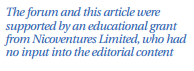 The forum and this article were
supported by an educational grant
from Nicoventures Limited, who had
no input into the editorial content